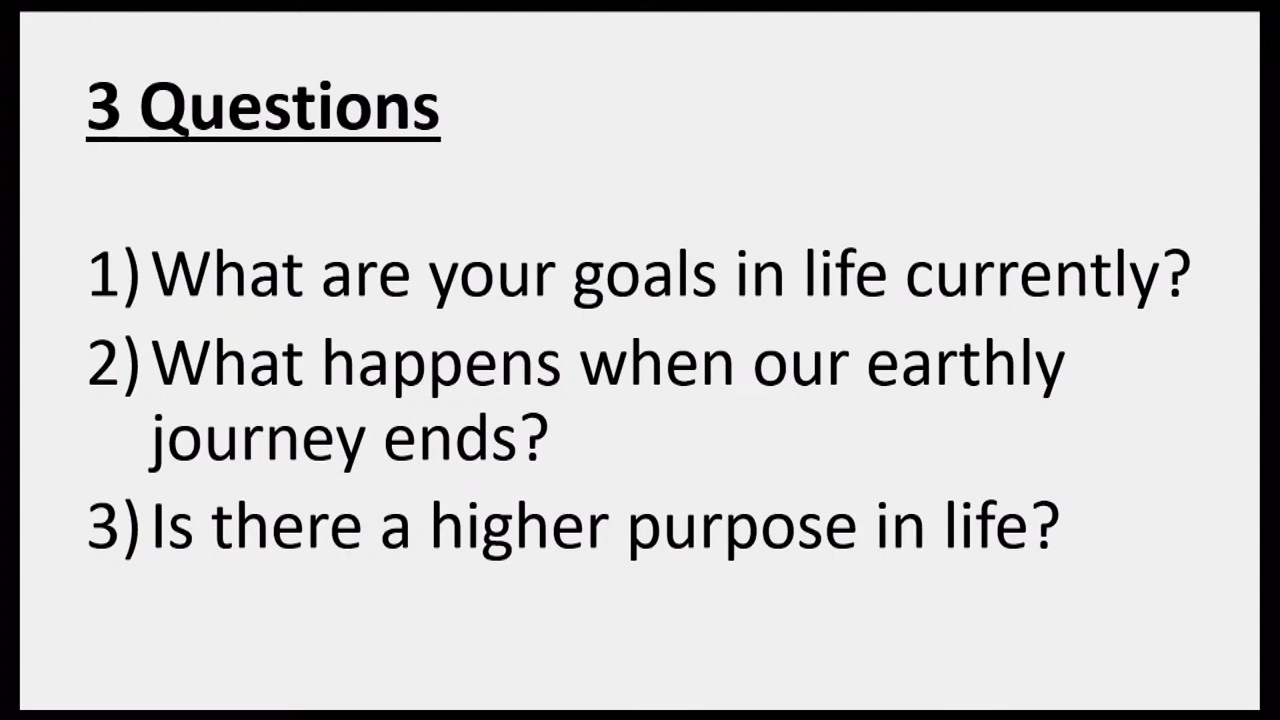 3 Questions
1) What are your goals in life currently?
2) What happens when our earthly
journey ends?
3) Is there a higher purpose in life?